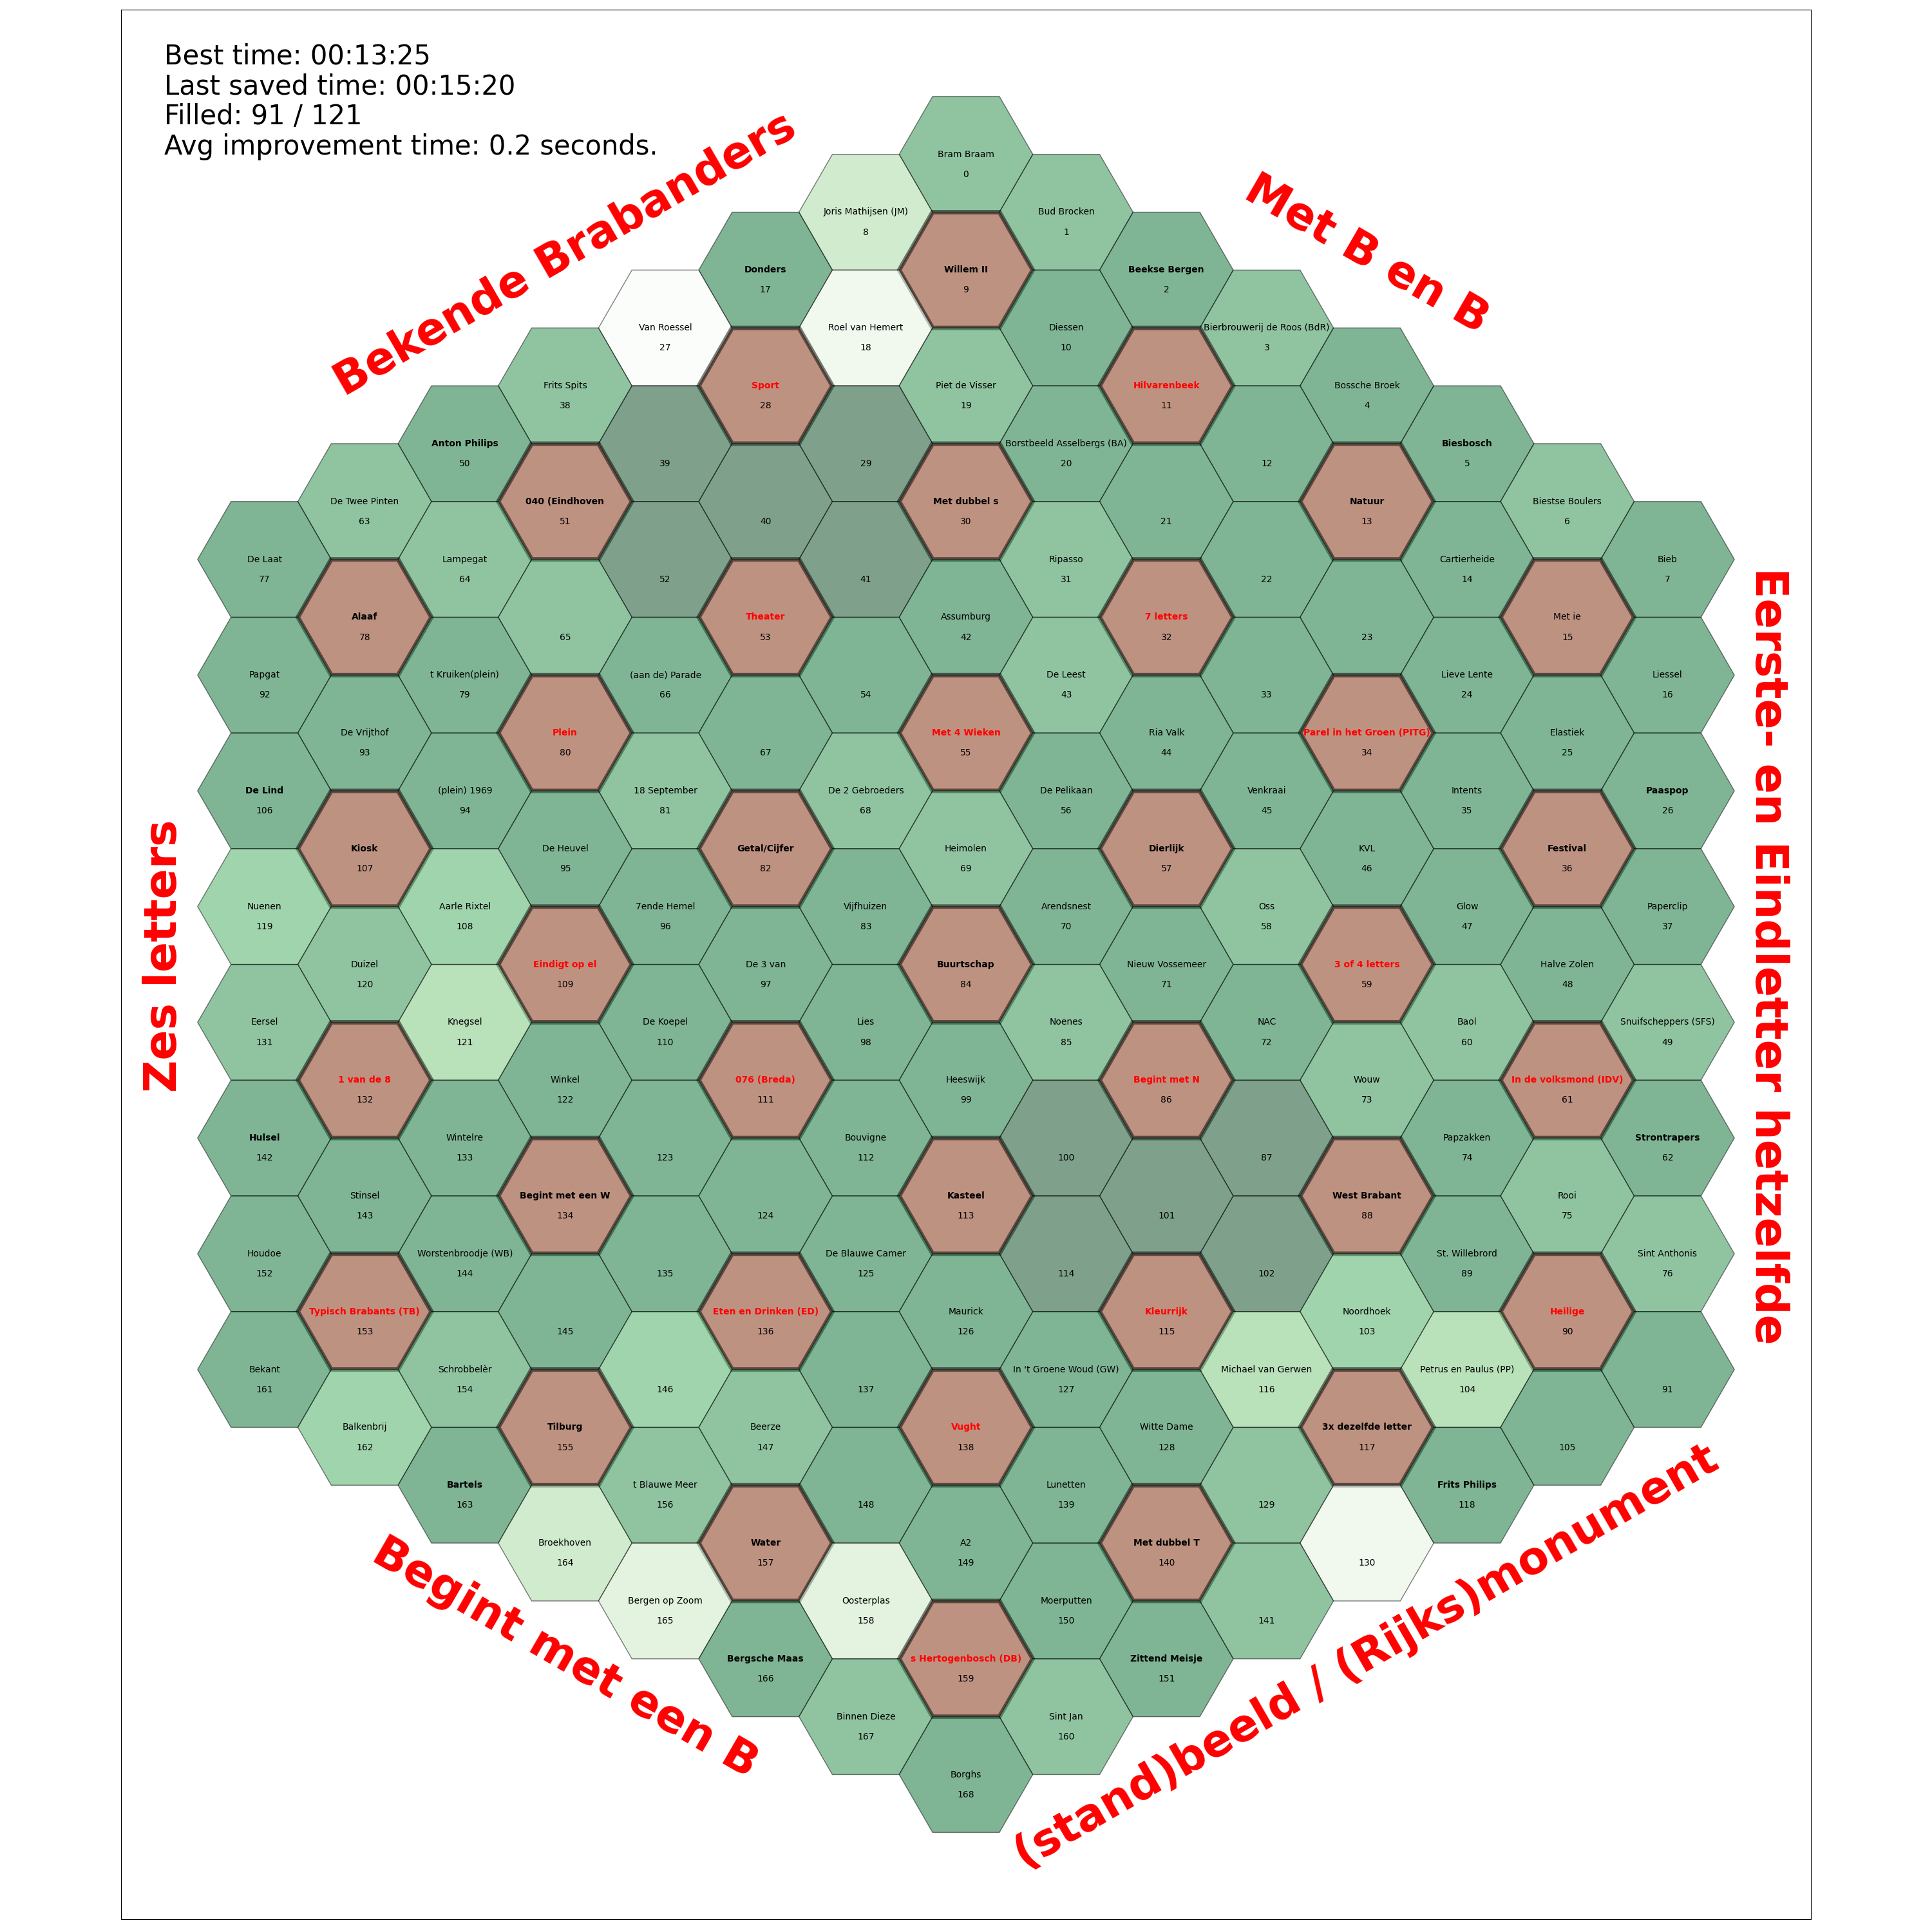 Best time: 00:13:25
Last saved time: 00:15:20
Filled: 91 / 121
Avg improvement time: 0.2 seconds.
Bekende Brabanders
Met B en B
Eerste- en Eindletter hetzelfde
(stand)beeld / (Rijks)monument
Begint met een B
Zes letters
Bram Braam
0
Bud Brocken
1
Beekse Bergen
2
Bierbrouwerij de Roos (BdR)
3
Bossche Broek
4
Biesbosch
5
Biestse Boulers
6
Bieb
7
Joris Mathijsen (JM)
8
Willem II
9
Diessen
10
Hilvarenbeek
11
12
Natuur
13
Cartierheide
14
Met ie
15
Liessel
16
Donders
17
Roel van Hemert
18
Piet de Visser
19
Borstbeeld Asselbergs (BA)
20
21
22
23
Lieve Lente
24
Elastiek
25
Paaspop
26
Van Roessel
27
Sport
28
29
Met dubbel s
30
Ripasso
31
7 letters
32
33
Parel in het Groen (PITG)
34
Intents
35
Festival
36
Paperclip
37
Frits Spits
38
39
40
41
Assumburg
42
De Leest
43
Ria Valk
44
Venkraai
45
KVL
46
Glow
47
Halve Zolen
48
Snuifscheppers (SFS)
49
Anton Philips
50
040 (Eindhoven
51
52
Theater
53
54
Met 4 Wieken
55
De Pelikaan
56
Dierlijk
57
Oss
58
3 of 4 letters
59
Baol
60
In de volksmond (IDV)
61
Strontrapers
62
De Twee Pinten
63
Lampegat
64
65
(aan de) Parade
66
67
De 2 Gebroeders
68
Heimolen
69
Arendsnest
70
Nieuw Vossemeer
71
NAC
72
Wouw
73
Papzakken
74
Rooi
75
Sint Anthonis
76
De Laat
77
Alaaf
78
t Kruiken(plein)
79
Plein
80
18 September
81
Getal/Cijfer
82
Vijfhuizen
83
Buurtschap
84
Noenes
85
Begint met N
86
87
West Brabant
88
St. Willebrord
89
Heilige
90
91
Papgat
92
De Vrijthof
93
(plein) 1969
94
De Heuvel
95
7ende Hemel
96
De 3 van
97
Lies
98
Heeswijk
99
100
101
102
Noordhoek
103
Petrus en Paulus (PP)
104
105
De Lind
106
Kiosk
107
Aarle Rixtel
108
Eindigt op el
109
De Koepel
110
076 (Breda)
111
Bouvigne
112
Kasteel
113
114
Kleurrijk
115
Michael van Gerwen
116
3x dezelfde letter
117
Frits Philips
118
Nuenen
119
Duizel
120
Knegsel
121
Winkel
122
123
124
De Blauwe Camer
125
Maurick
126
In 't Groene Woud (GW)
127
Witte Dame
128
129
130
Eersel
131
1 van de 8
132
Wintelre
133
Begint met een W
134
135
Eten en Drinken (ED)
136
137
Vught
138
Lunetten
139
Met dubbel T
140
141
Hulsel
142
Stinsel
143
Worstenbroodje (WB)
144
145
146
Beerze
147
148
A2
149
Moerputten
150
Zittend Meisje
151
Houdoe
152
Typisch Brabants (TB)
153
Schrobbelèr
154
Tilburg
155
t Blauwe Meer
156
Water
157
Oosterplas
158
s Hertogenbosch (DB)
159
Sint Jan
160
Bekant
161
Balkenbrij
162
Bartels
163
Broekhoven
164
Bergen op Zoom
165
Bergsche Maas
166
Binnen Dieze
167
Borghs
168